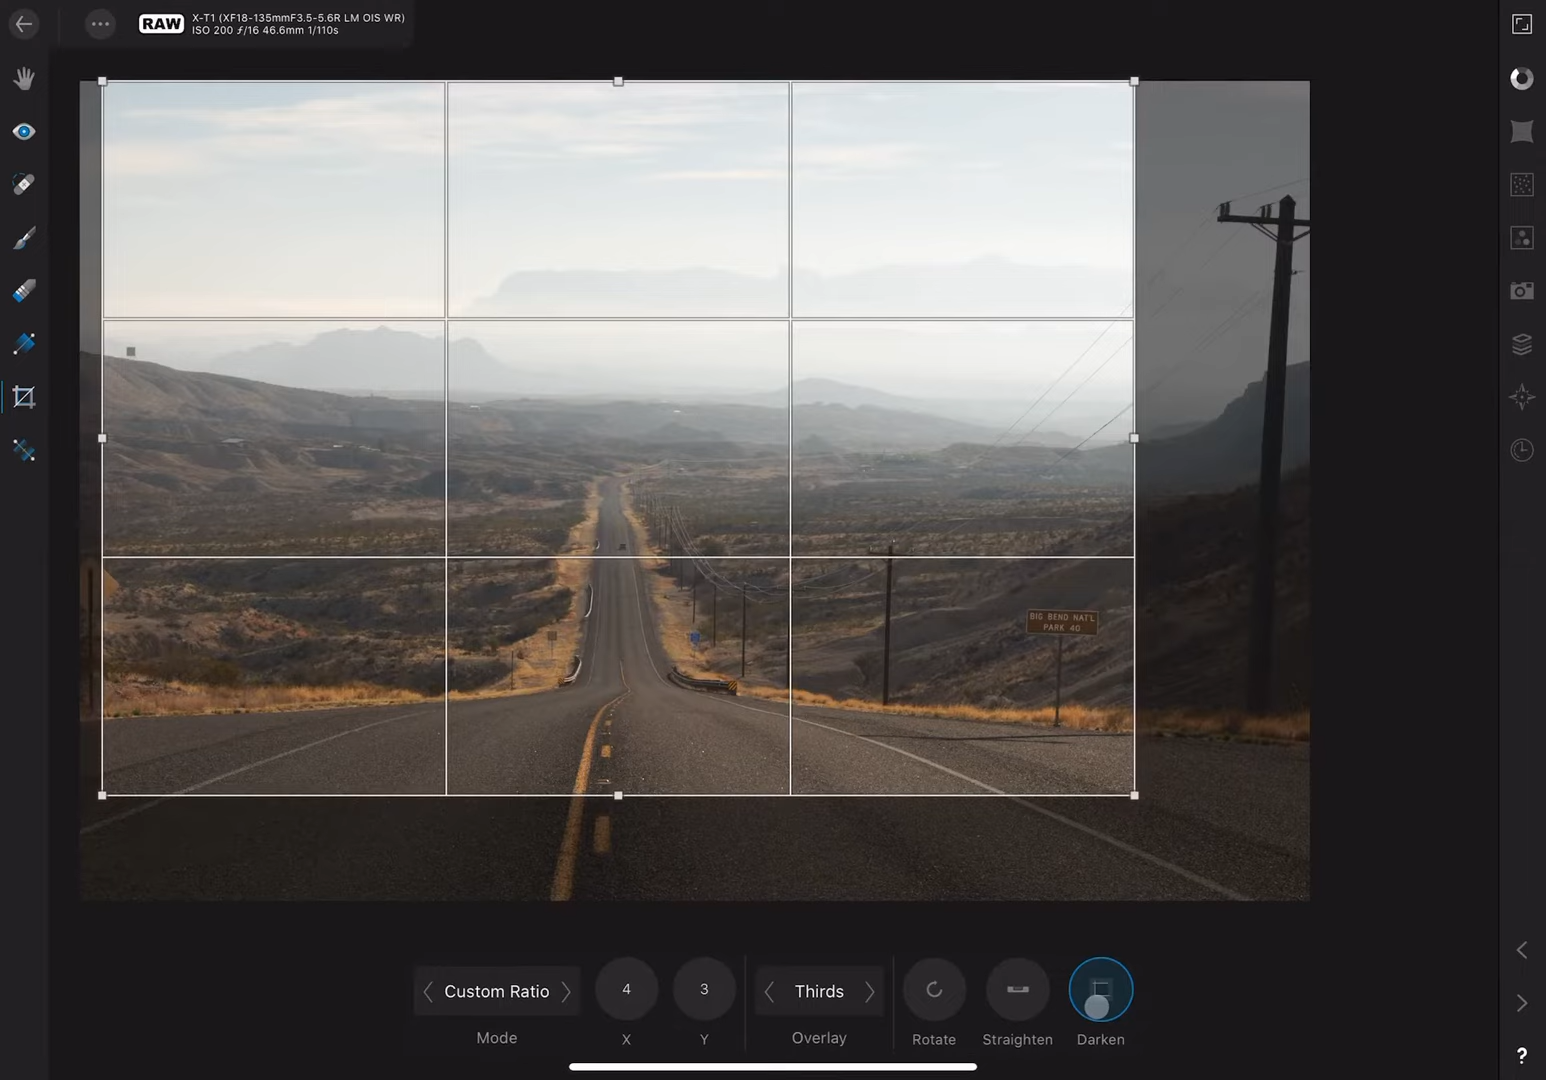 RAW
X-T1 (XF18-135mmF3.5-5.6R LM OIS WR)
ISO 200 ƒ/16 46.6mm 1/110s
BIG BEND NAT'L
PARK 40
Custom Ratio
4
3
Thirds
Mode
X
Y
Overlay
Rotate
Straighten
Darken
?